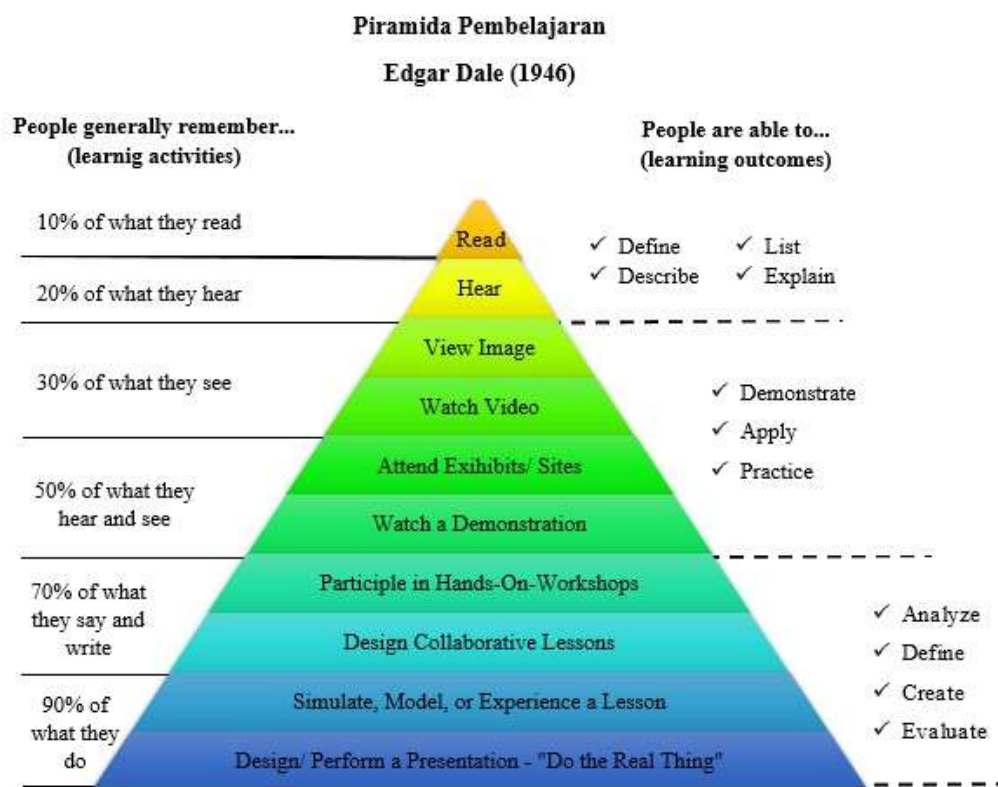 Piramida Pembelajaran
Edgar Dale (1946)
People generally remember...
(learnig activities)
People are able to...
(learning outcomes)
10% of what they read
20% of what they hear
30% of what they see
50% of what they
hear and see
70% of what
they say and
write
90% of
what they
do
Read
Hear
View Image
Watch Video
Attend Exihibits/ Sites
Watch a Demonstration
Participle in Hands-On-Workshops
Design Collaborative Lessons
Simulate, Model, or Experience a Lesson
Design/ Perform a Presentation - "Do the Real Thing"
✓ Define ✓ List
✓ Describe ✓ Explain
✓ Demonstrate
✓ Apply
✓ Practice
✓ Analyze
✓ Define
✓ Create
✓ Evaluate